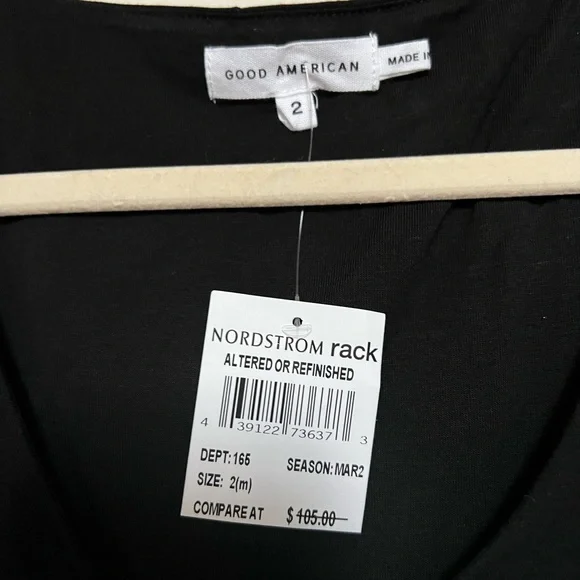 GOOD AMERICAN
MADE IN
2
NORDSTROM rack
ALTERED OR REFINISHED
4 39122 73637 3
DEPT: 165 SEASON: MAR2
SIZE: 2(m)
COMPARE AT $ 105.00